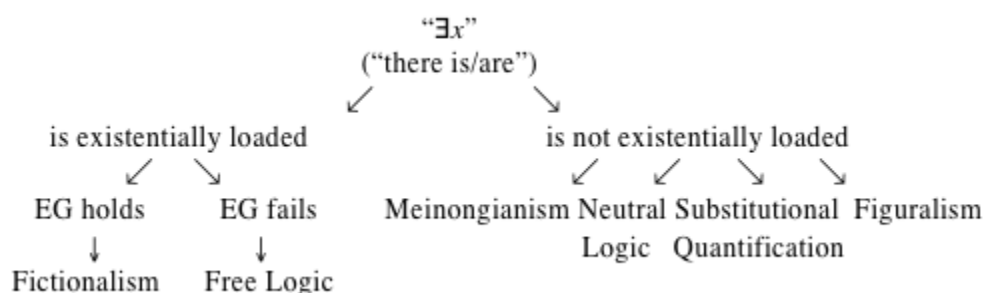 “∃x”
(“there is/are”)
is existentially loaded is not existentially loaded
EG holds EG fails Meinongianism Neutral Substitutional Figuralism
Logic Quantification
Fictionalism Free Logic